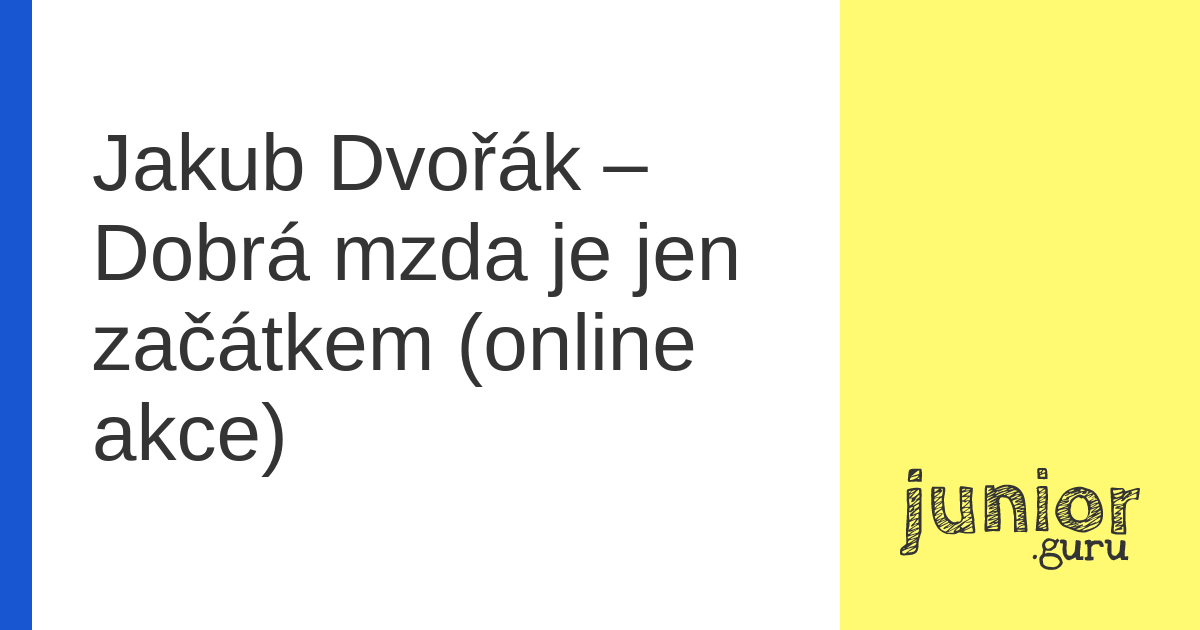 Jakub Dvořák –
Dobrá mzda je jen
začátkem (online
akce)
junior
.guru